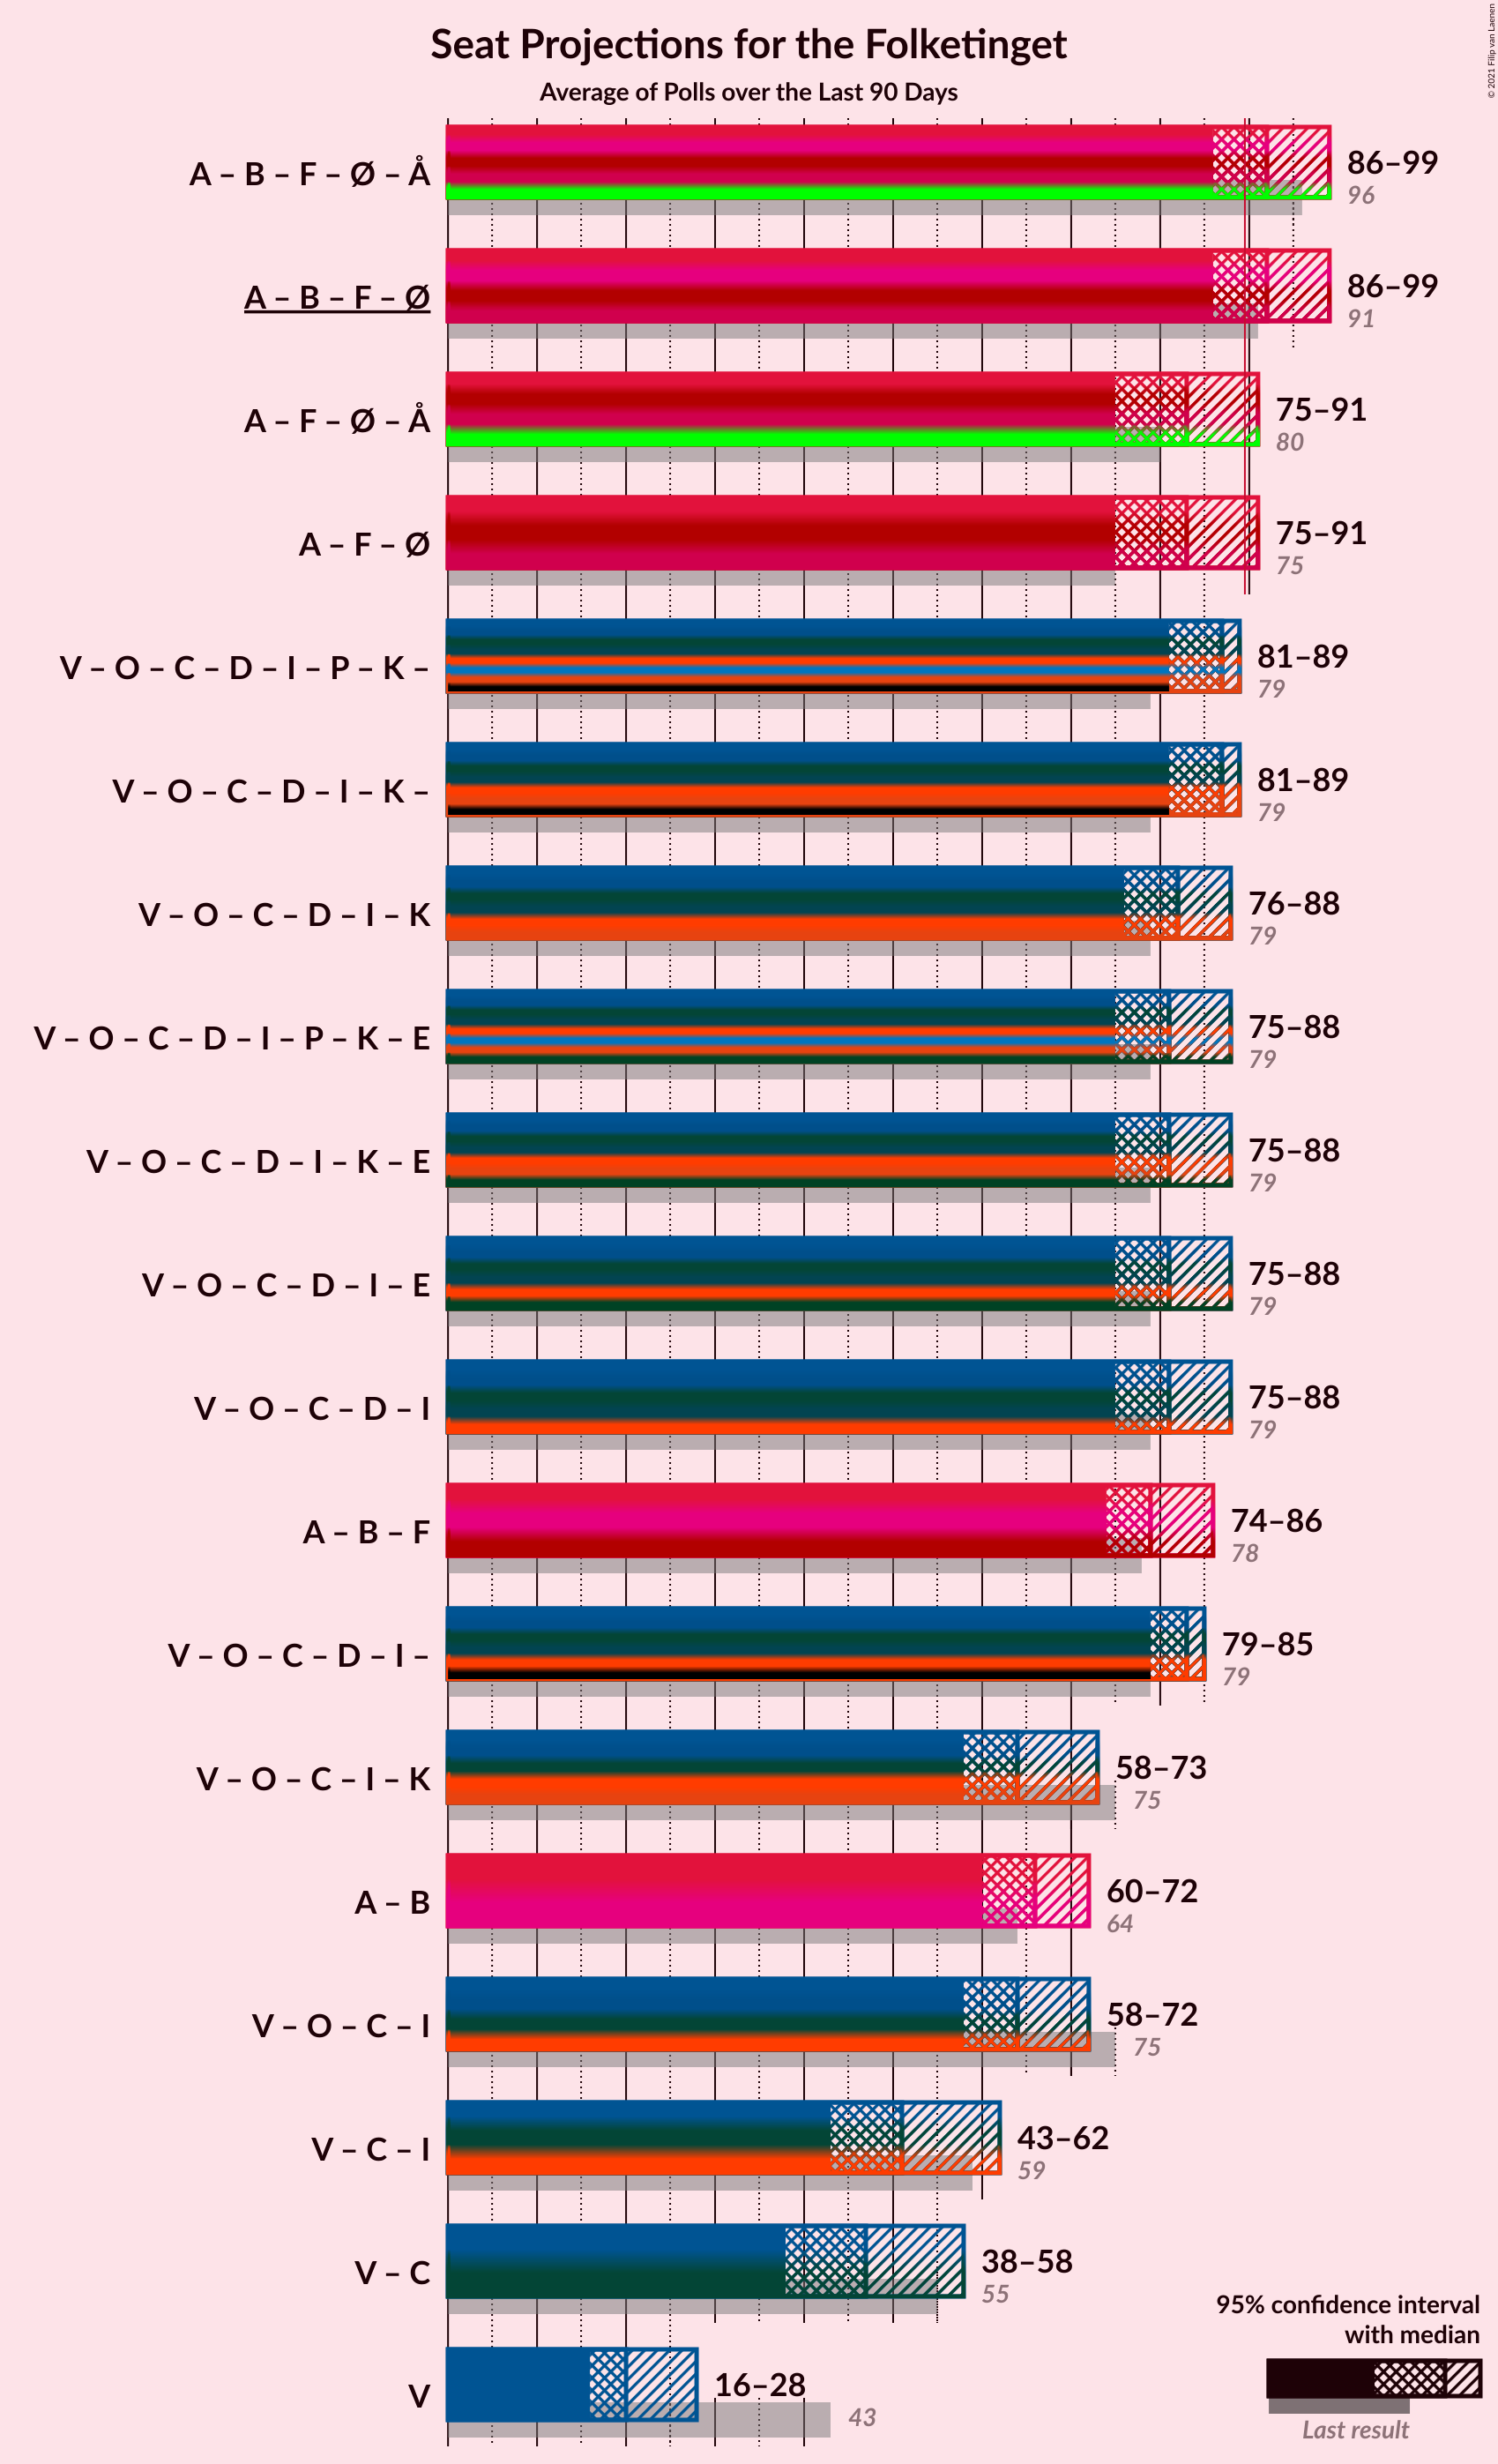 Seat Projections for the Folketinget
Average of Polls over the Last 90 Days
© 2021 Filip van Laenen
A – B – F – Ø – Å
86–99
96
A – B – F – Ø
86–99
91
A – F – Ø – Å
75–91
80
A – F – Ø
75–91
75
V – O – C – D – I – P – K –
81–89
79
V – O – C – D – I – K –
81–89
79
V – O – C – D – I – K
76–88
79
V – O – C – D – I – P – K – E
75–88
79
V – O – C – D – I – K – E
75–88
79
V – O – C – D – I – E
75–88
79
V – O – C – D – I
75–88
79
A – B – F
74–86
78
V – O – C – D – I –
79–85
79
V – O – C – I – K
58–73
75
A – B
60–72
64
V – O – C – I
58–72
75
V – C – I
43–62
59
V – C
38–58
55
V
16–28
43
95% confidence interval
with median
Last result